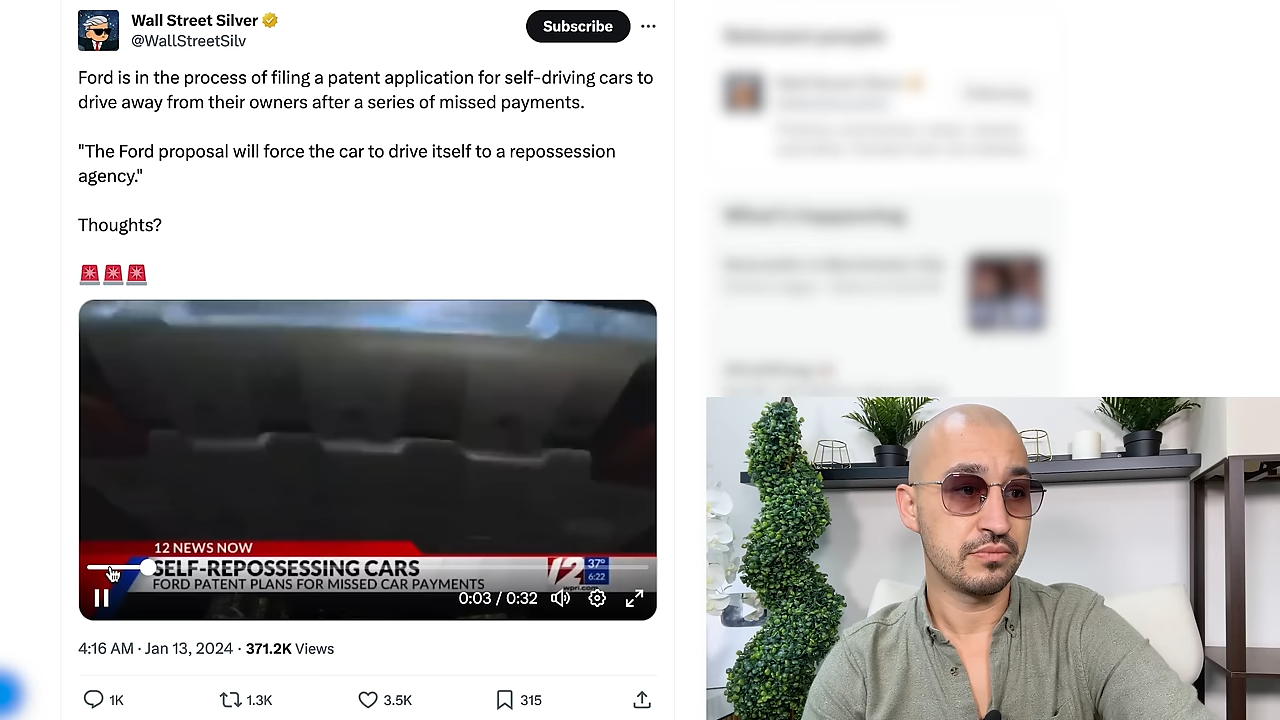 Wall Street Silver
@WallStreetSilv
Subscribe
Ford is in the process of filing a patent application for self-driving cars to
drive away from their owners after a series of missed payments.
"The Ford proposal will force the car to drive itself to a repossession
agency."
Thoughts?
12 NEWS NOW
SELF-REPOSSESSING CARS
FORD PATENT PLANS FOR MISSED CAR PAYMENTS
12
37°
6:22
wpri.com
0:03 / 0:32
4:16 AM · Jan 13, 2024 · 371.2K Views
1K
1.3K
3.5K
315